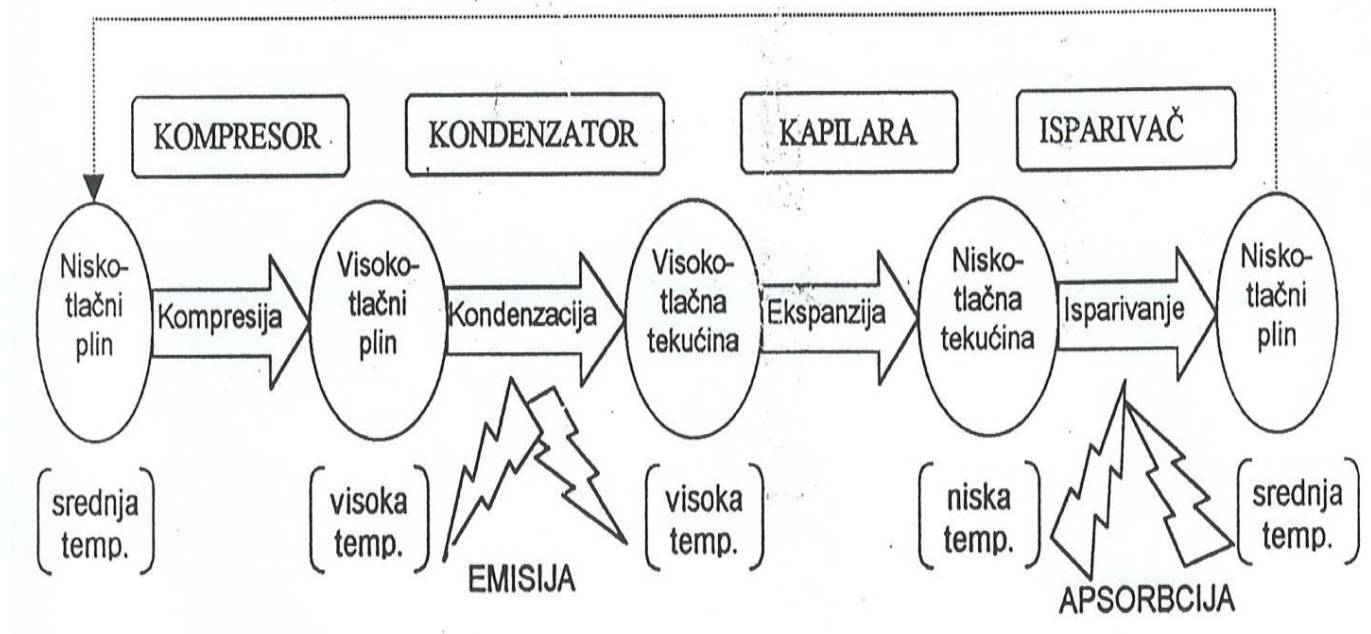 KOMPRESOR
KONDENZATOR
KAPILARA
ISPARIVAČ
Nisko-
tlačni
plin
Kompresija
Visoko-
tlačni
plin
Kondenzacija
Visoko-
tlačna
tekućina
Ekspanzija
Nisko-
tlačna
tekućina
Isparivanje
Nisko-
tlačni
plin
srednja
temp.
visoka
temp.
EMISIJA
visoka
temp.
niska
temp.
APSORBCIJA
srednja
temp.